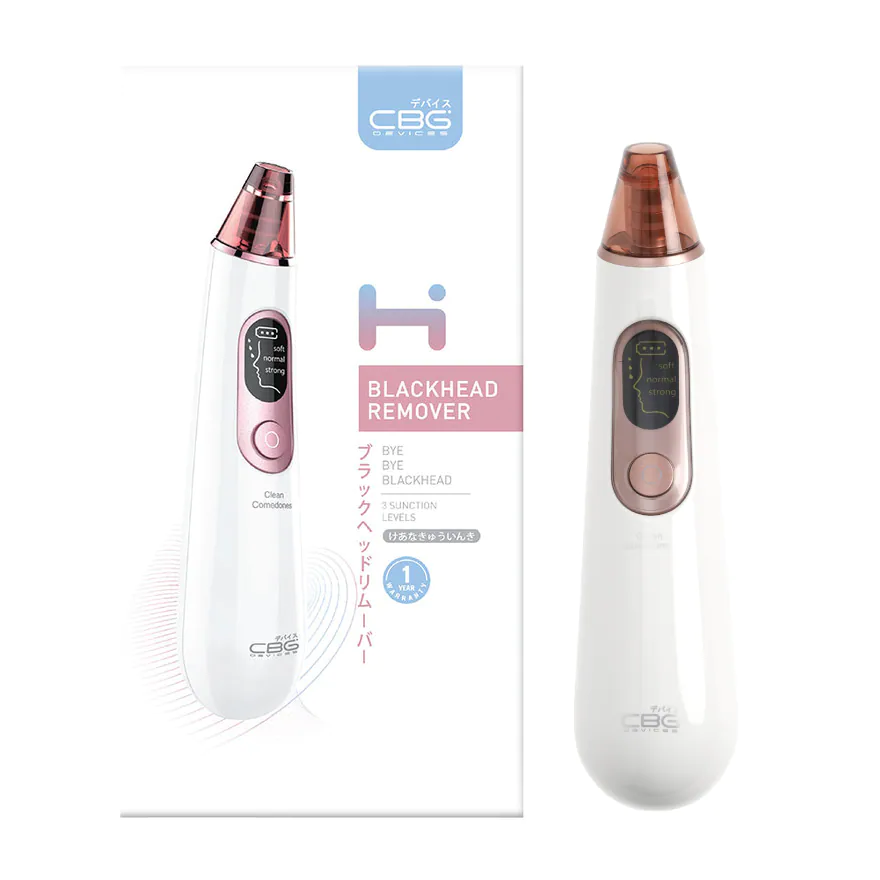 デバイス
CBG
DEVICES
soft
normal
strong
Clean
Comedones
デバイス
CBG
DEVICES
Hi
BLACKHEAD
REMOVER
ブラックヘッドリムーバー
BYE
BYE
BLACKHEAD
3 SUNCTION
LEVELS
けあなきゅういんき
1
YEAR
WARRANTY
soft
normal
strong
デバイス
CBG
DEVICES